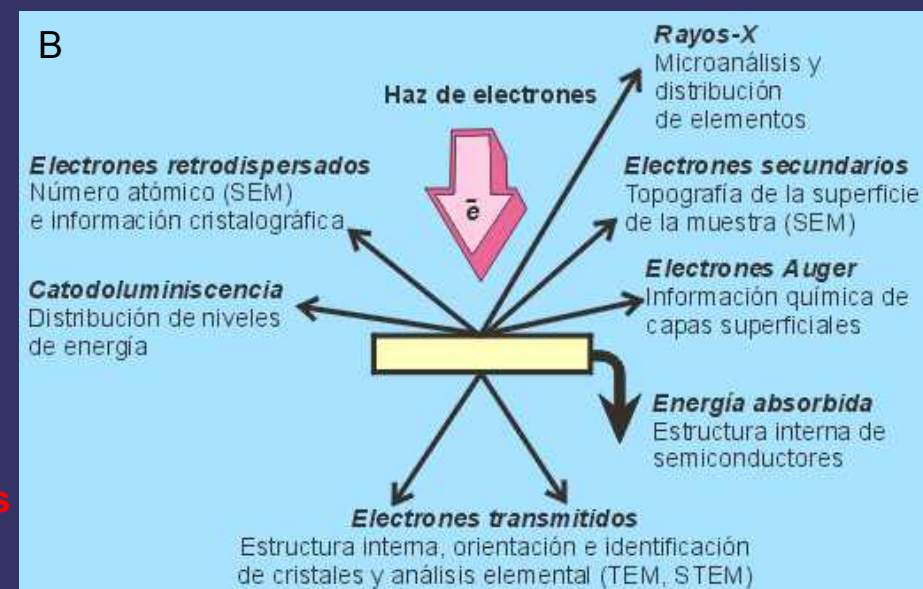 B
Haz de electrones
ē
Rayos-X
Microanálisis y
distribución
de elementos
Electrones retrodispersados
Número atómico (SEM)
e información cristalográfica
Electrones secundarios
Topografía de la superficie
de la muestra (SEM)
Catodoluminiscencia
Distribución de niveles
de energía
Electrones Auger
Información química de
capas superficiales
Energía absorbida
Estructura interna de
semiconductores
s
Electrones transmitidos
Estructura interna, orientación e identificación
de cristales y análisis elemental (TEM, STEM)